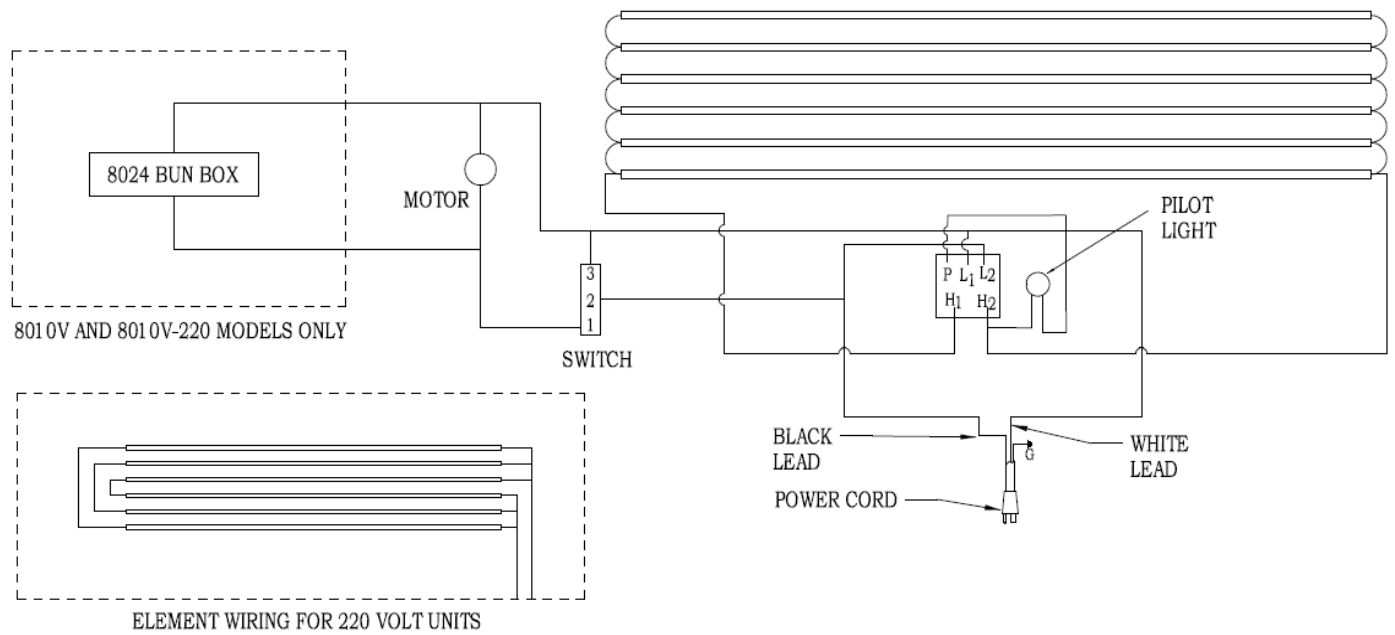 8024 BUN BOX
MOTOR
8010V AND 8010V-220 MODELS ONLY
3
2
1
SWITCH
P L1 L2
H1 H2
PILOT
LIGHT
BLACK
LEAD
G
WHITE
LEAD
POWER CORD
ELEMENT WIRING FOR 220 VOLT UNITS